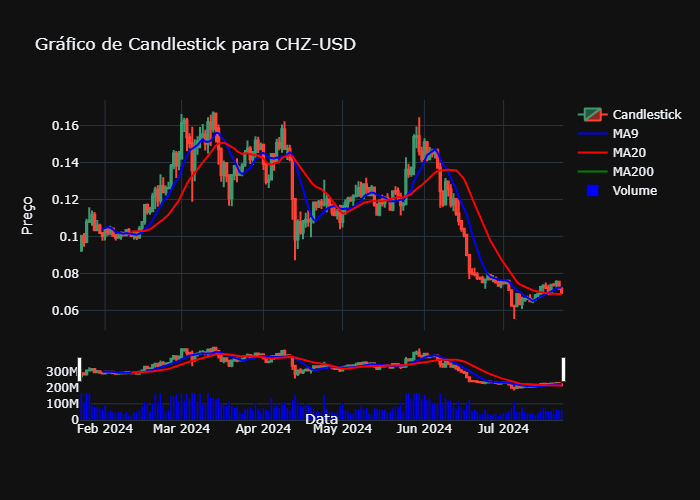 Gráfico de Candlestick para CHZ-USD
Preço
0.16
0.14
0.12
0.1
0.08
0.06
Candlestick
MA9
MA20
MA200
Volume
300M
200M
100M
0
Feb 2024
Mar 2024
Apr 2024
May 2024
Jun 2024
Jul 2024
Data